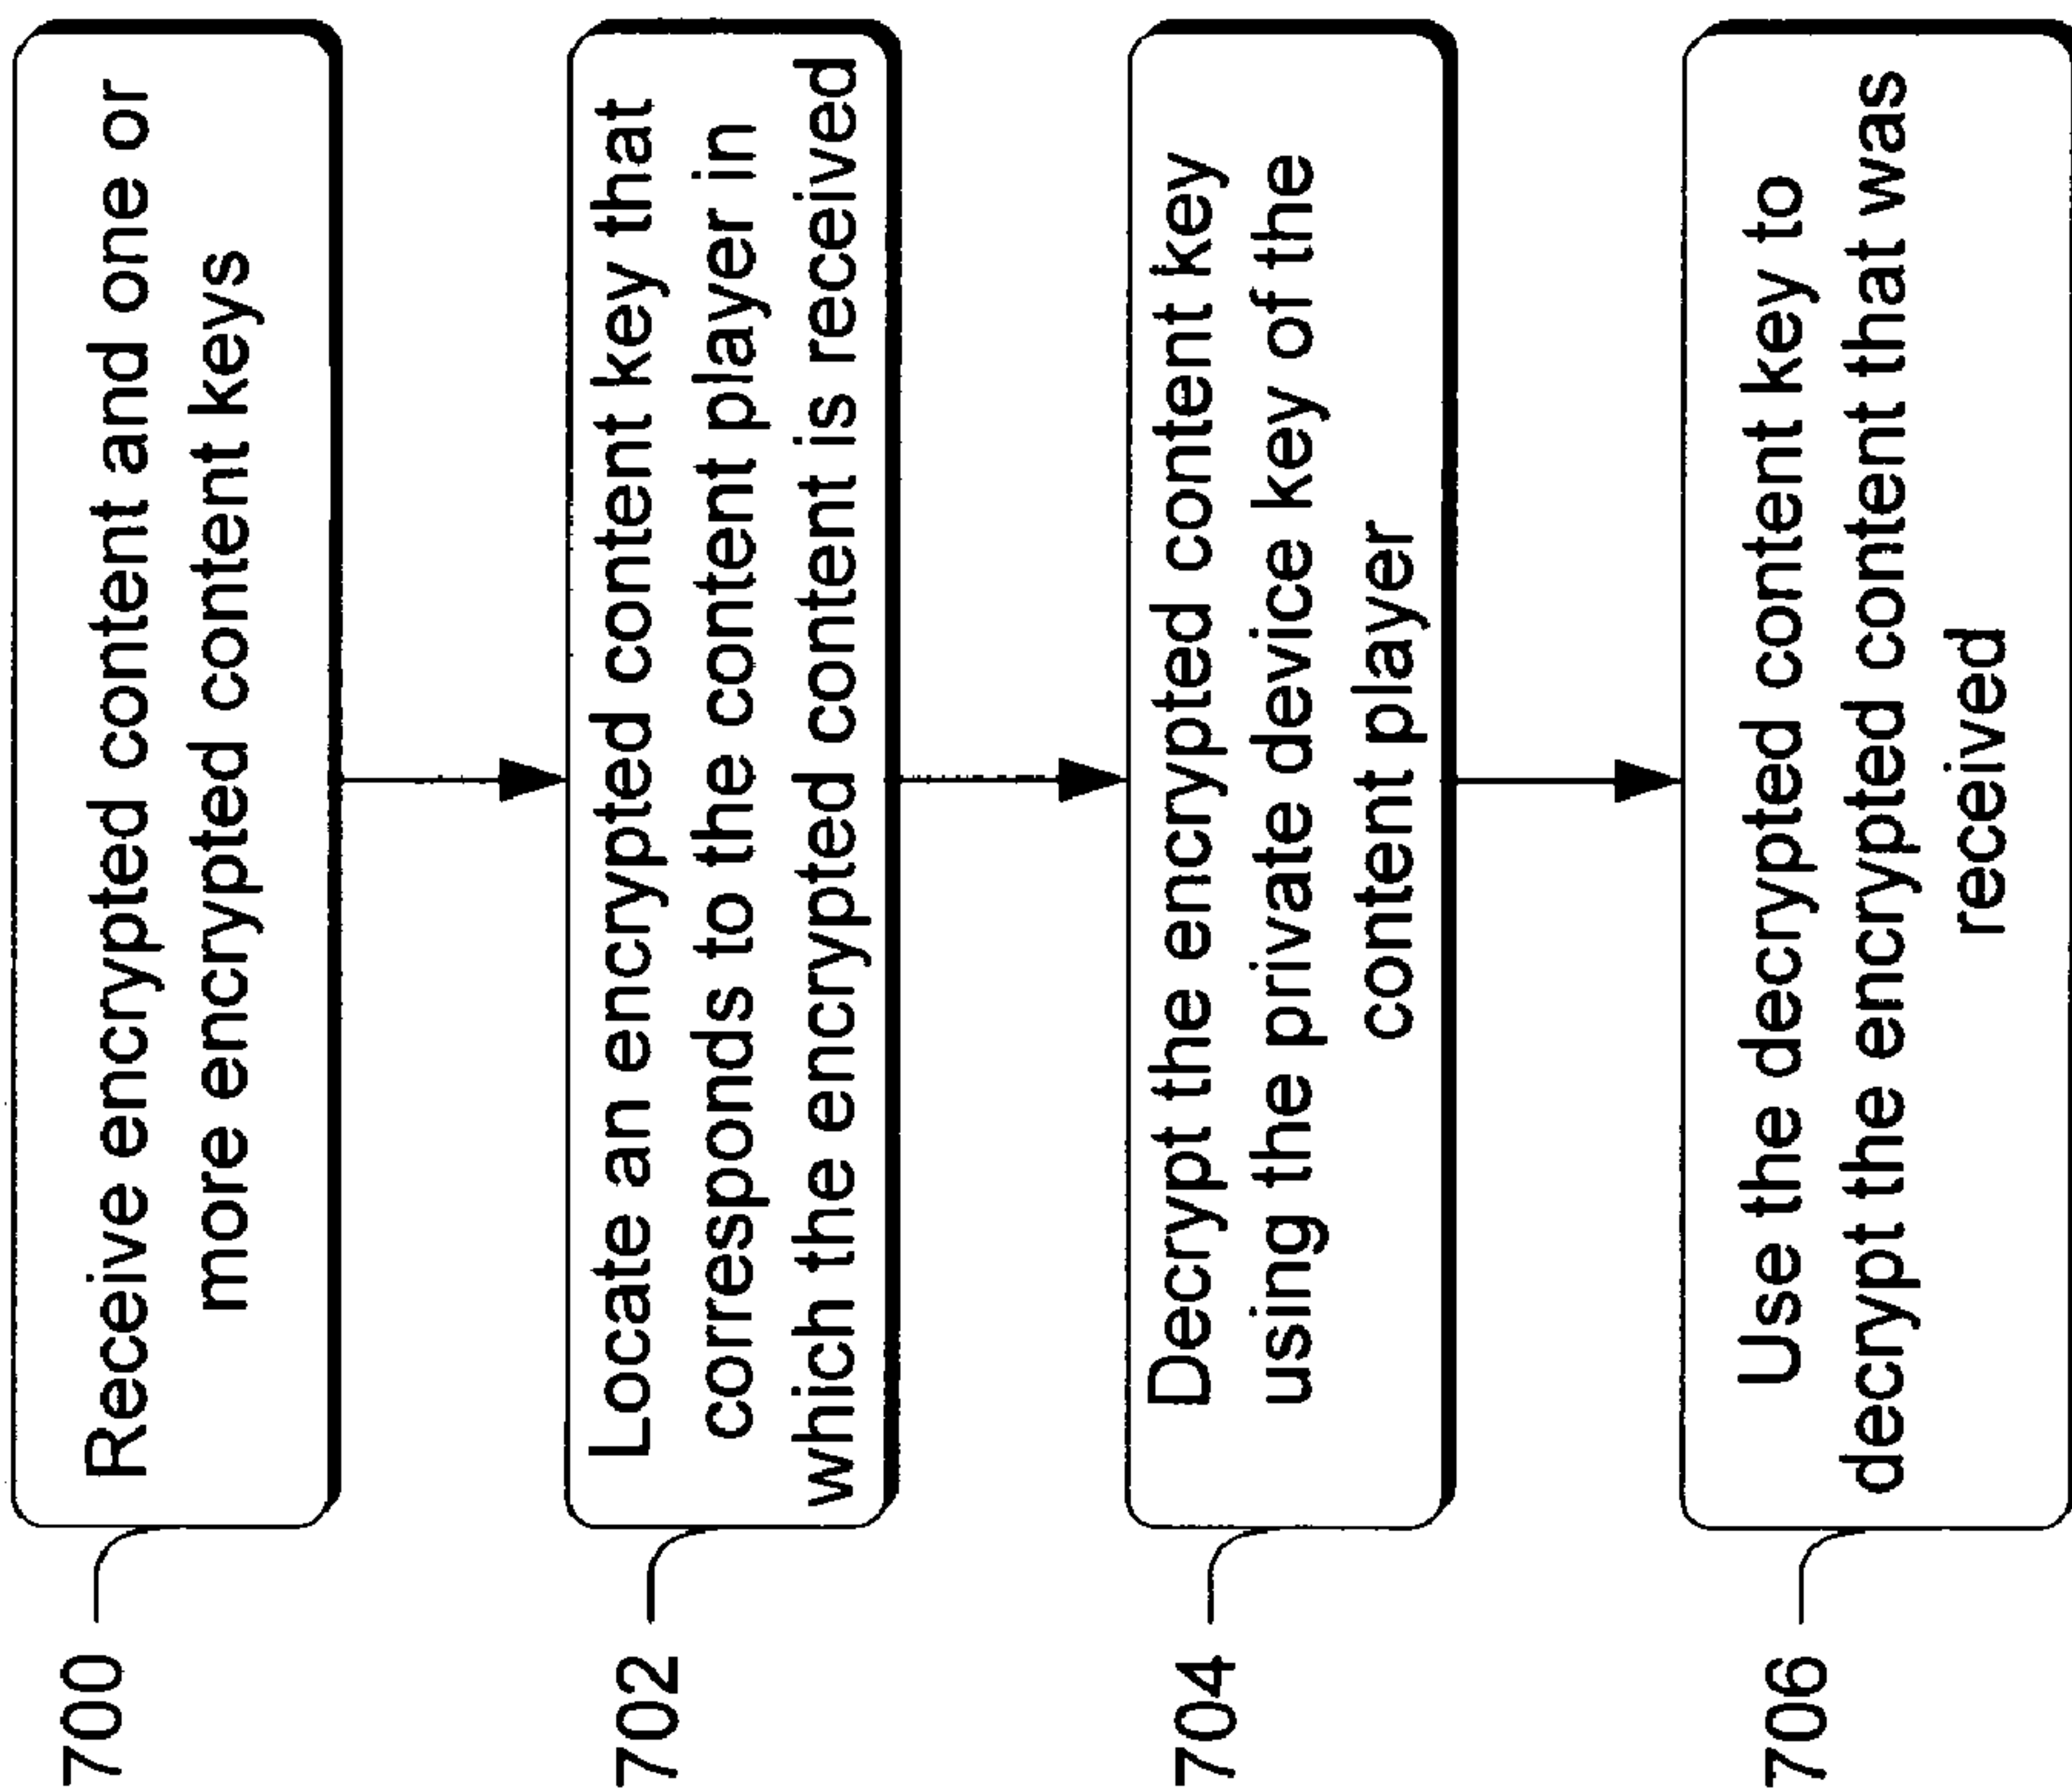 700
Receive encrypted content and one or
more encrypted content keys
702
Locate an encrypted content key that
corresponds to the content player in
which the encrypted content is received
704
Decrypt the encrypted content key
using the private device key of the
content player
706
Use the decrypted content key to
decrypt the encrypted content that was
received